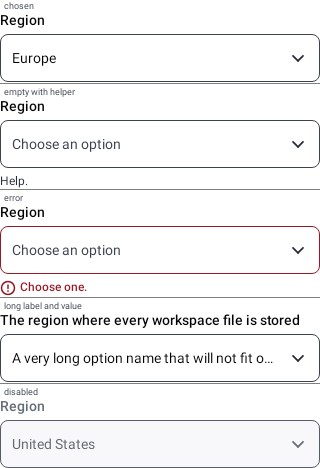 chosen
Region
Europe
empty with helper
Region
Choose an option
Help.
error
Region
Choose an option
Choose one.
long label and value
The region where every workspace file is stored
A very long option name that will not fit o...
disabled
Region
United States